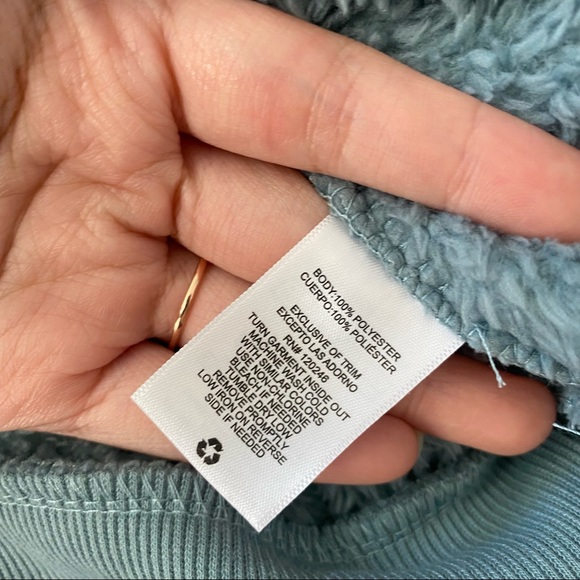 BODY:100% POLYESTER
CUERPO:100% POLIÉSTER
EXCLUSIVE OF TRIM
EXCEPTO LAS ADORNO
RN# 120246
TURN GARMENT INSIDE OUT
MACHINE WASH COLD
WITH SIMILAR COLORS
USE NON-CHLORINE
BLEACH IF NEEDED
TUMBLE DRY LOW
REMOVE PROMPTLY
LOW IRON ON REVERSE
SIDE IF NEEDED